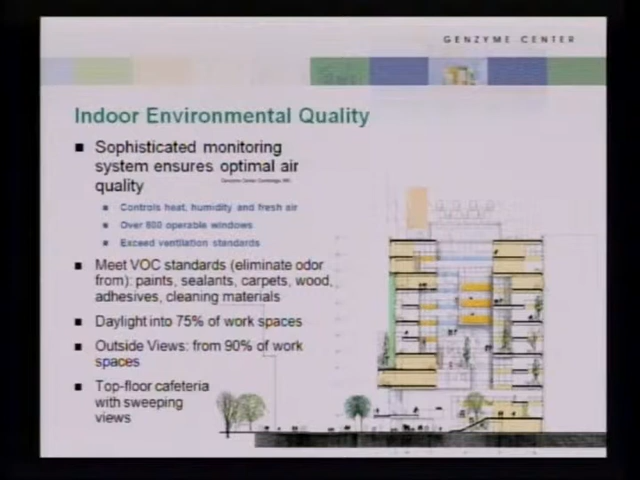 GENZYME CENTER
Indoor Environmental Quality
Sophisticated monitoring
system ensures optimal air
quality
Controls heat, humidity and fresh air
Over 800 operable windows
Exceed ventilation standards
Meet VOC standards (eliminate odor
from): paints, sealants, carpets, wood,
adhesives, cleaning materials
Daylight into 75% of work spaces
Outside Views: from 90% of work
spaces
Top-floor cafeteria
with sweeping
views